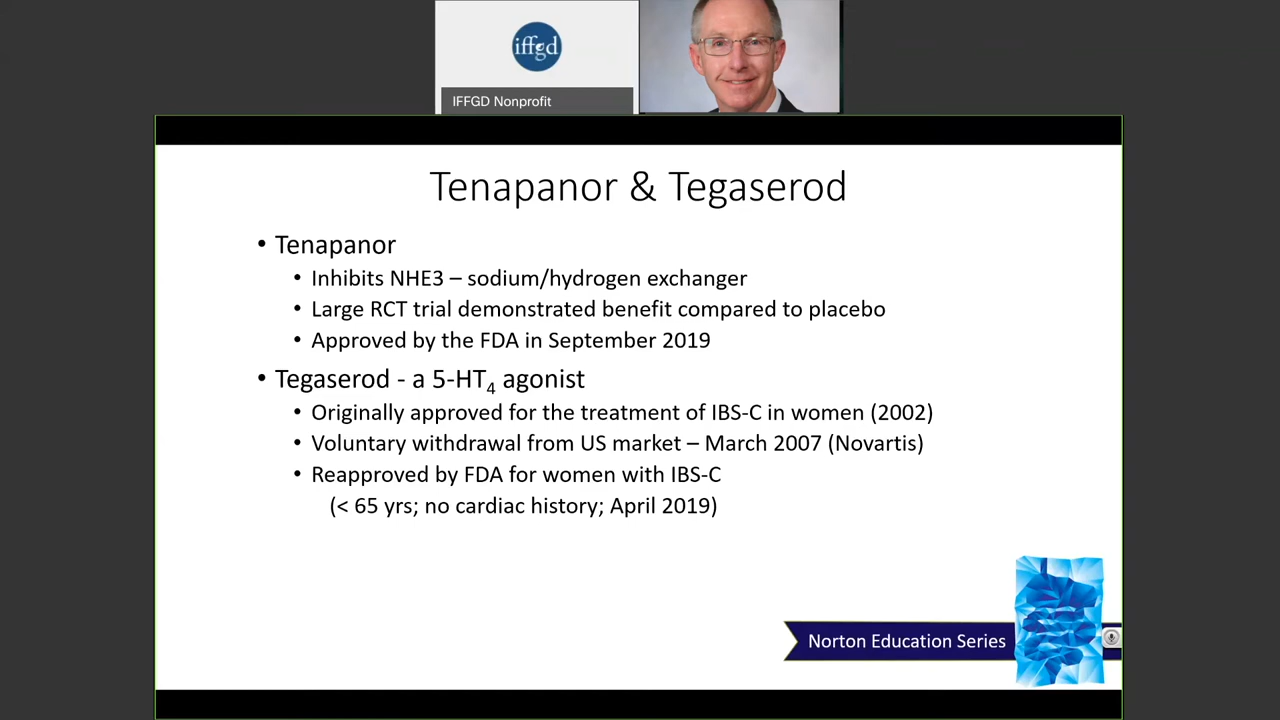 iffgd
IFFGD Nonprofit
Tenapanor & Tegaserod
• Tenapanor
• Inhibits NHE3 – sodium/hydrogen exchanger
• Large RCT trial demonstrated benefit compared to placebo
• Approved by the FDA in September 2019
• Tegaserod - a 5-HT₄ agonist
• Originally approved for the treatment of IBS-C in women (2002)
• Voluntary withdrawal from US market – March 2007 (Novartis)
• Reapproved by FDA for women with IBS-C
(< 65 yrs; no cardiac history; April 2019)
Norton Education Series